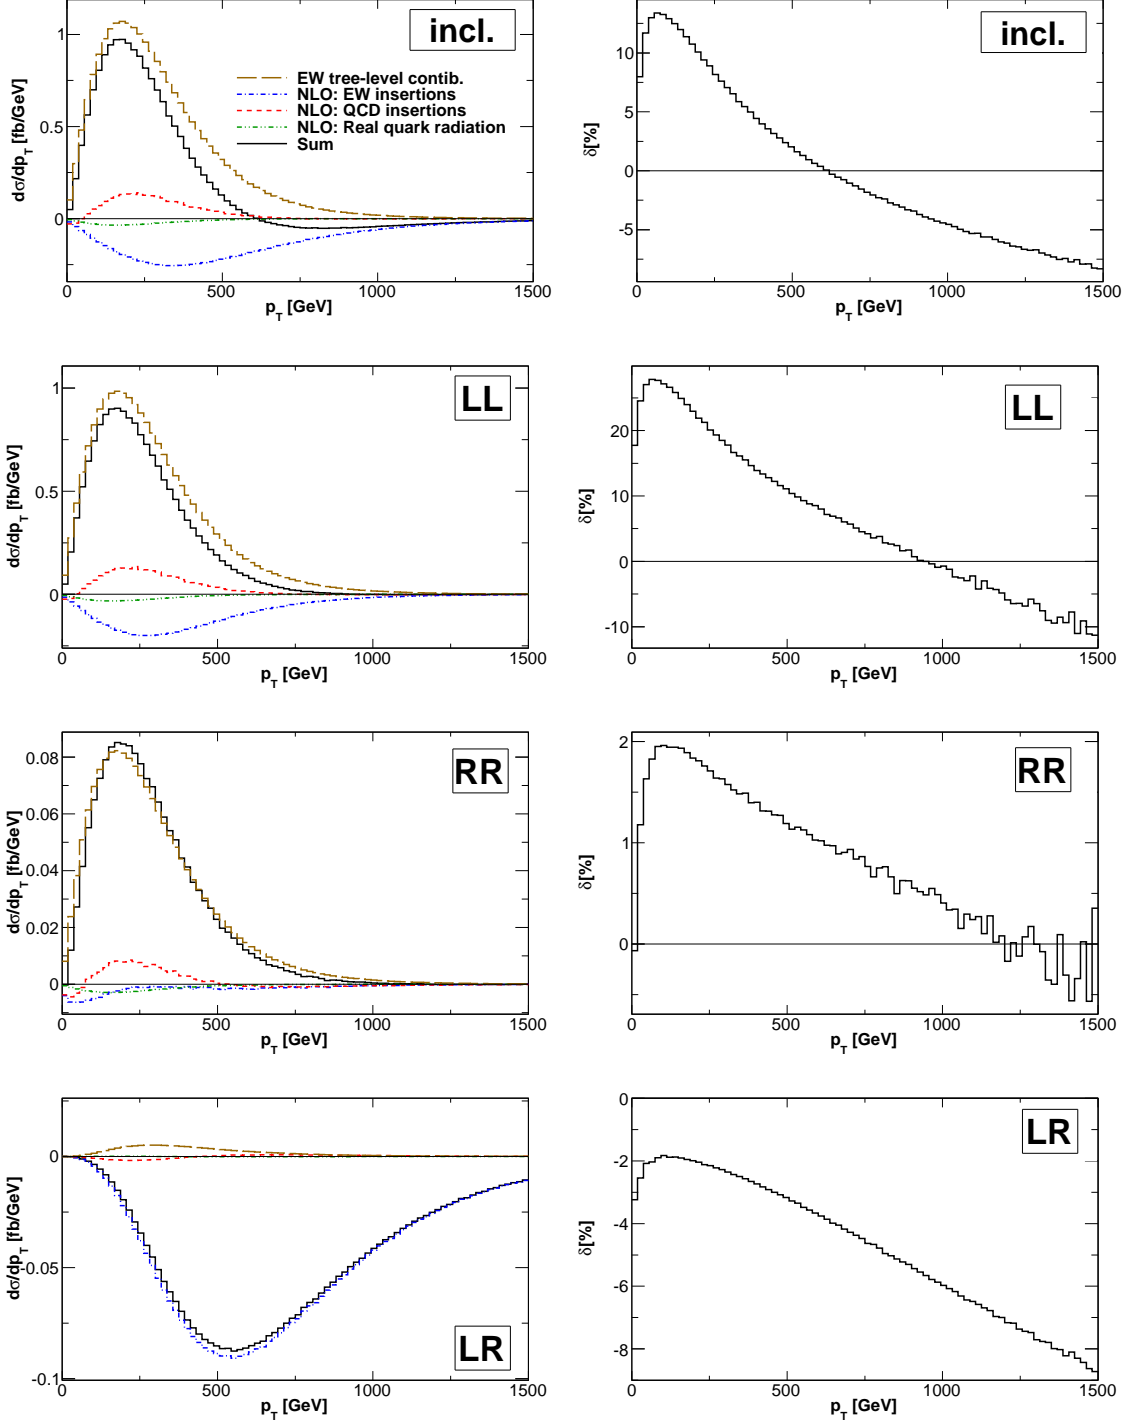 incl.
1
0.5
0
dσ/dp_T [fb/GeV]
EW tree-level contib.
NLO: EW insertions
NLO: QCD insertions
NLO: Real quark radiation
Sum
0 500 1000 1500
p_T [GeV]
incl.
10
5
0
-5
δ[%]
0 500 1000 1500
p_T [GeV]
LL
1
0.5
0
dσ/dp_T [fb/GeV]
0 500 1000 1500
p_T [GeV]
LL
20
10
0
-10
δ[%]
0 500 1000 1500
p_T [GeV]
RR
0.08
0.06
0.04
0.02
0
dσ/dp_T [fb/GeV]
0 500 1000 1500
p_T [GeV]
RR
2
1
0
δ[%]
0 500 1000 1500
p_T [GeV]
0
-0.05
-0.1
dσ/dp_T [fb/GeV]
LR
0 500 1000 1500
p_T [GeV]
LR
0
-2
-4
-6
-8
δ[%]
0 500 1000 1500
p_T [GeV]